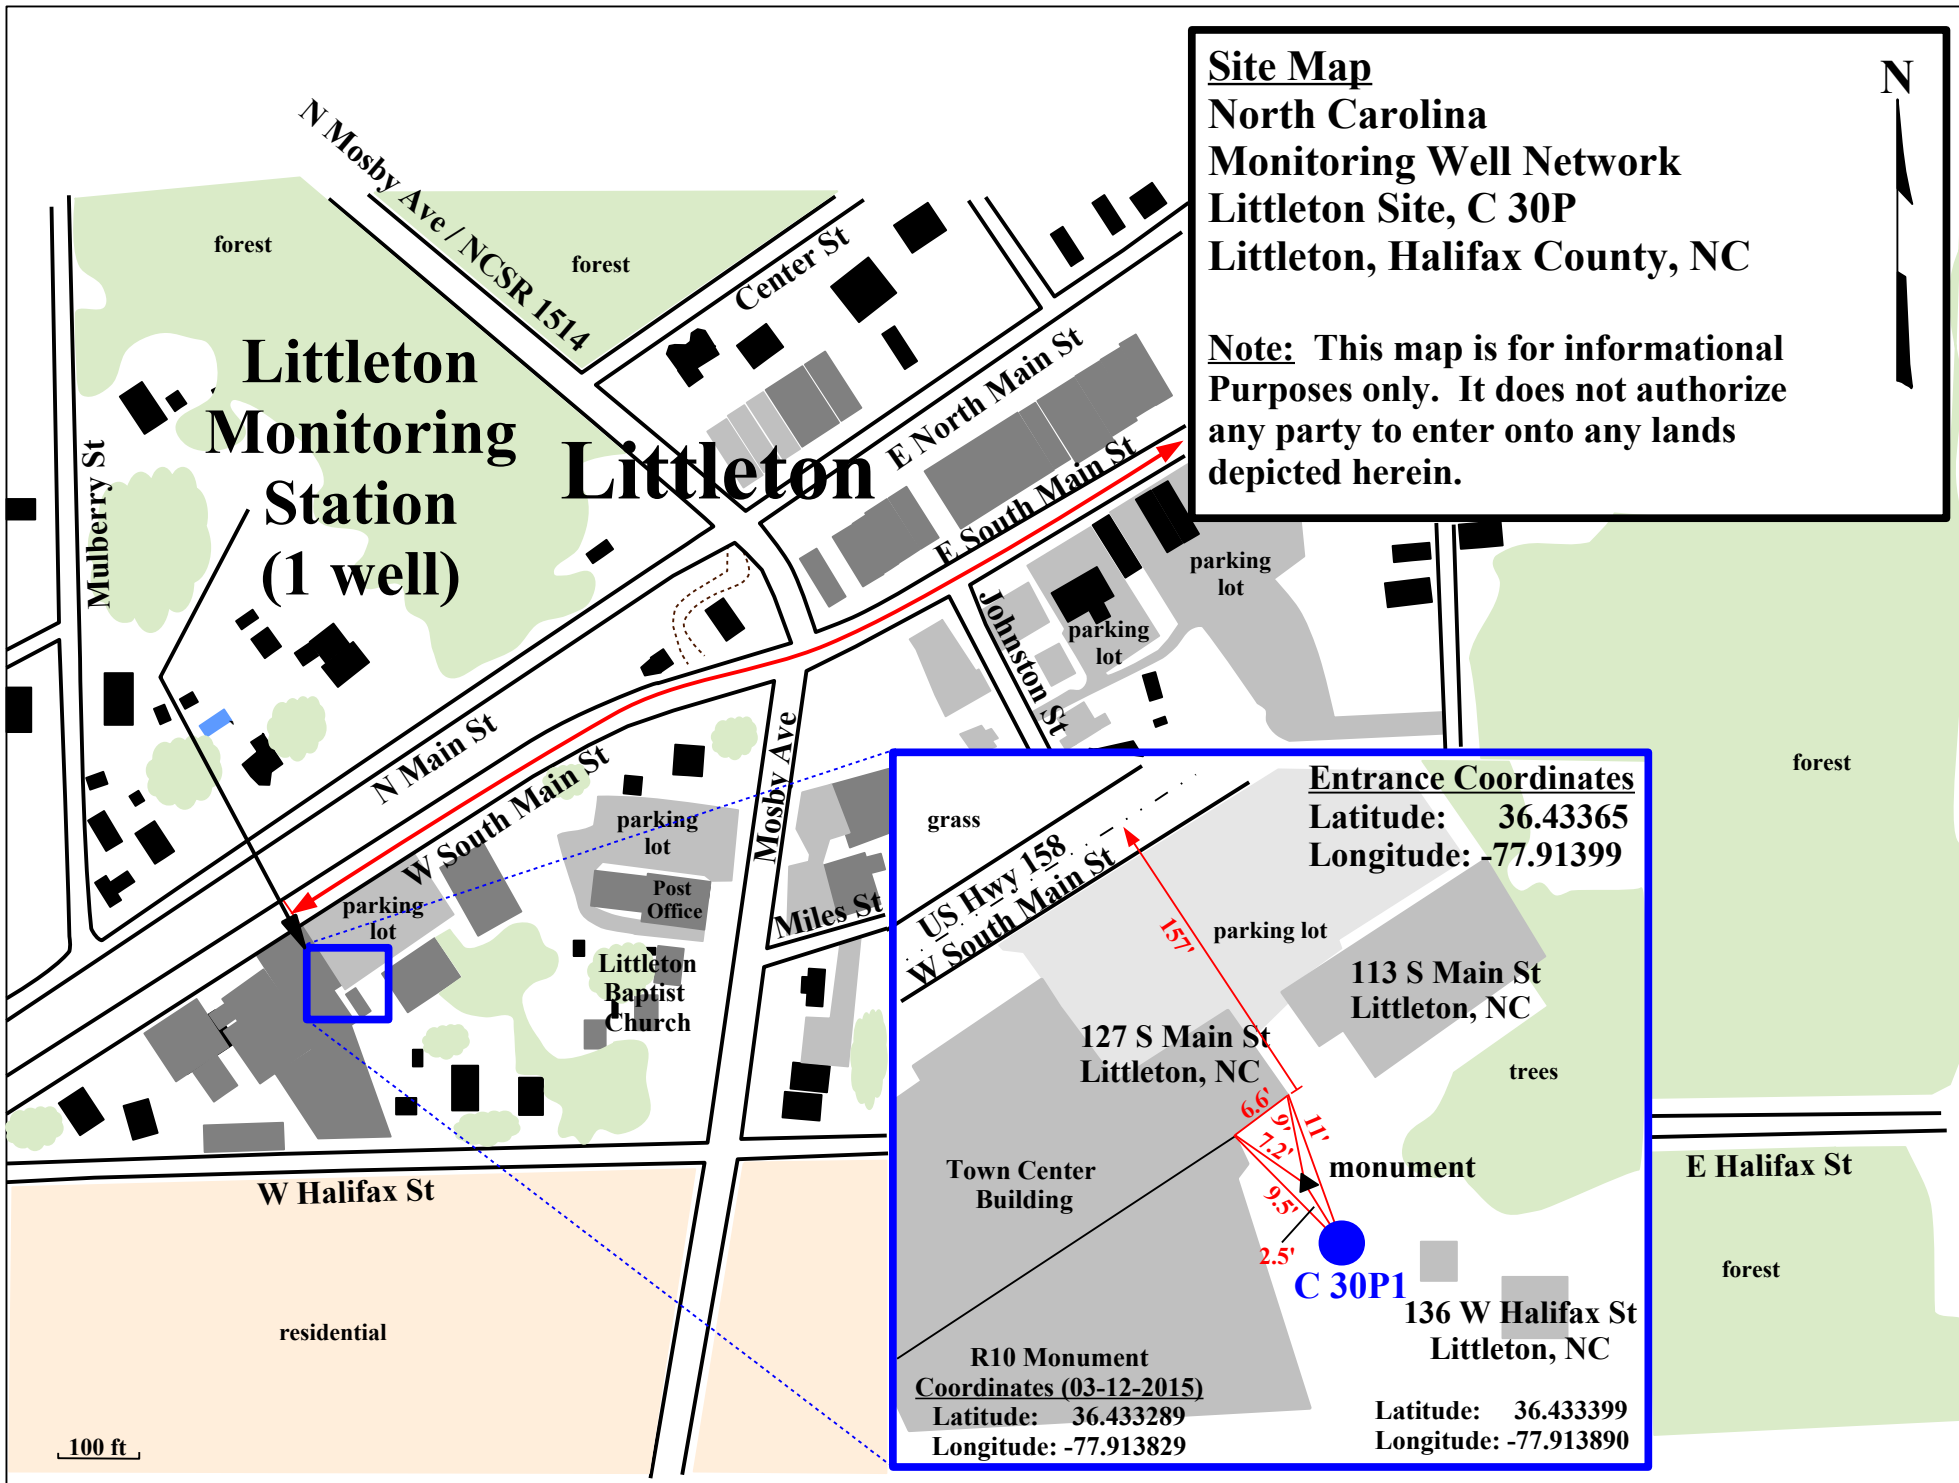 Site Map
North Carolina
Monitoring Well Network
Littleton Site, C 30P
Littleton, Halifax County, NC
Note: This map is for informational
Purposes only. It does not authorize
any party to enter onto any lands
depicted herein.
N
N Mosby Ave / NCSR 1514
forest
forest
Center St
Littleton
Monitoring
Station
(1 well)
Littleton
E North Main St
E South Main St
Mulberry St
parking
lot
parking
lot
Johnston St
N Main St
W South Main St
Mosby Ave
parking
lot
Post
Office
parking
lot
Miles St
Littleton
Baptist
Church
forest
W Halifax St
E Halifax St
forest
residential
100 ft
Entrance Coordinates
Latitude: 36.43365
Longitude: -77.91399
grass
US Hwy 158
W South Main St
157'
parking lot
113 S Main St
Littleton, NC
127 S Main St
Littleton, NC
trees
6.6'
9'
11'
7.2'
monument
9.5'
2.5'
Town Center
Building
C 30P1
136 W Halifax St
Littleton, NC
R10 Monument
Coordinates (03-12-2015)
Latitude: 36.433289
Longitude: -77.913829
Latitude: 36.433399
Longitude: -77.913890